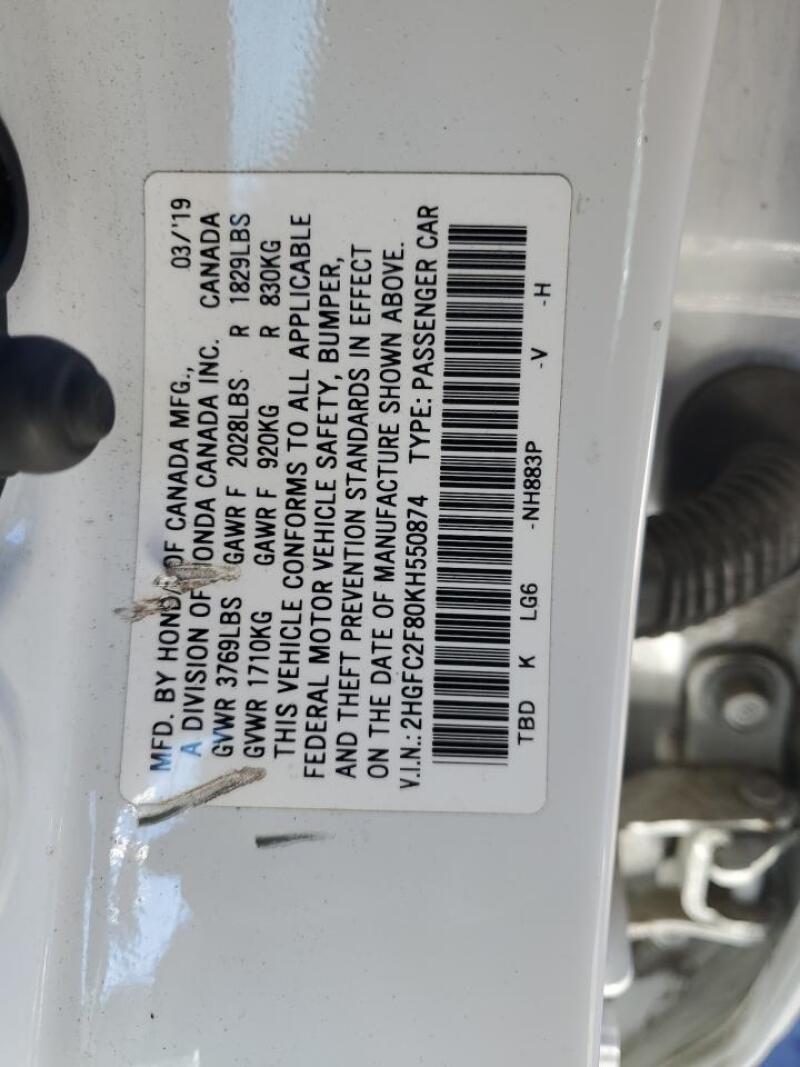 MFD. BY HONDA OF CANADA MFG., 03/'19
A DIVISION OF HONDA CANADA INC. CANADA
GVWR 3769LBS GAWR F 2028LBS R 1829LBS
GVWR 1710KG GAWR F 920KG R 830KG
THIS VEHICLE CONFORMS TO ALL APPLICABLE
FEDERAL MOTOR VEHICLE SAFETY, BUMPER,
AND THEFT PREVENTION STANDARDS IN EFFECT
ON THE DATE OF MANUFACTURE SHOWN ABOVE.
V.I.N.: 2HGFC2F80KH550874 TYPE: PASSENGER CAR
TBD K LG6 -NH883P -V -H